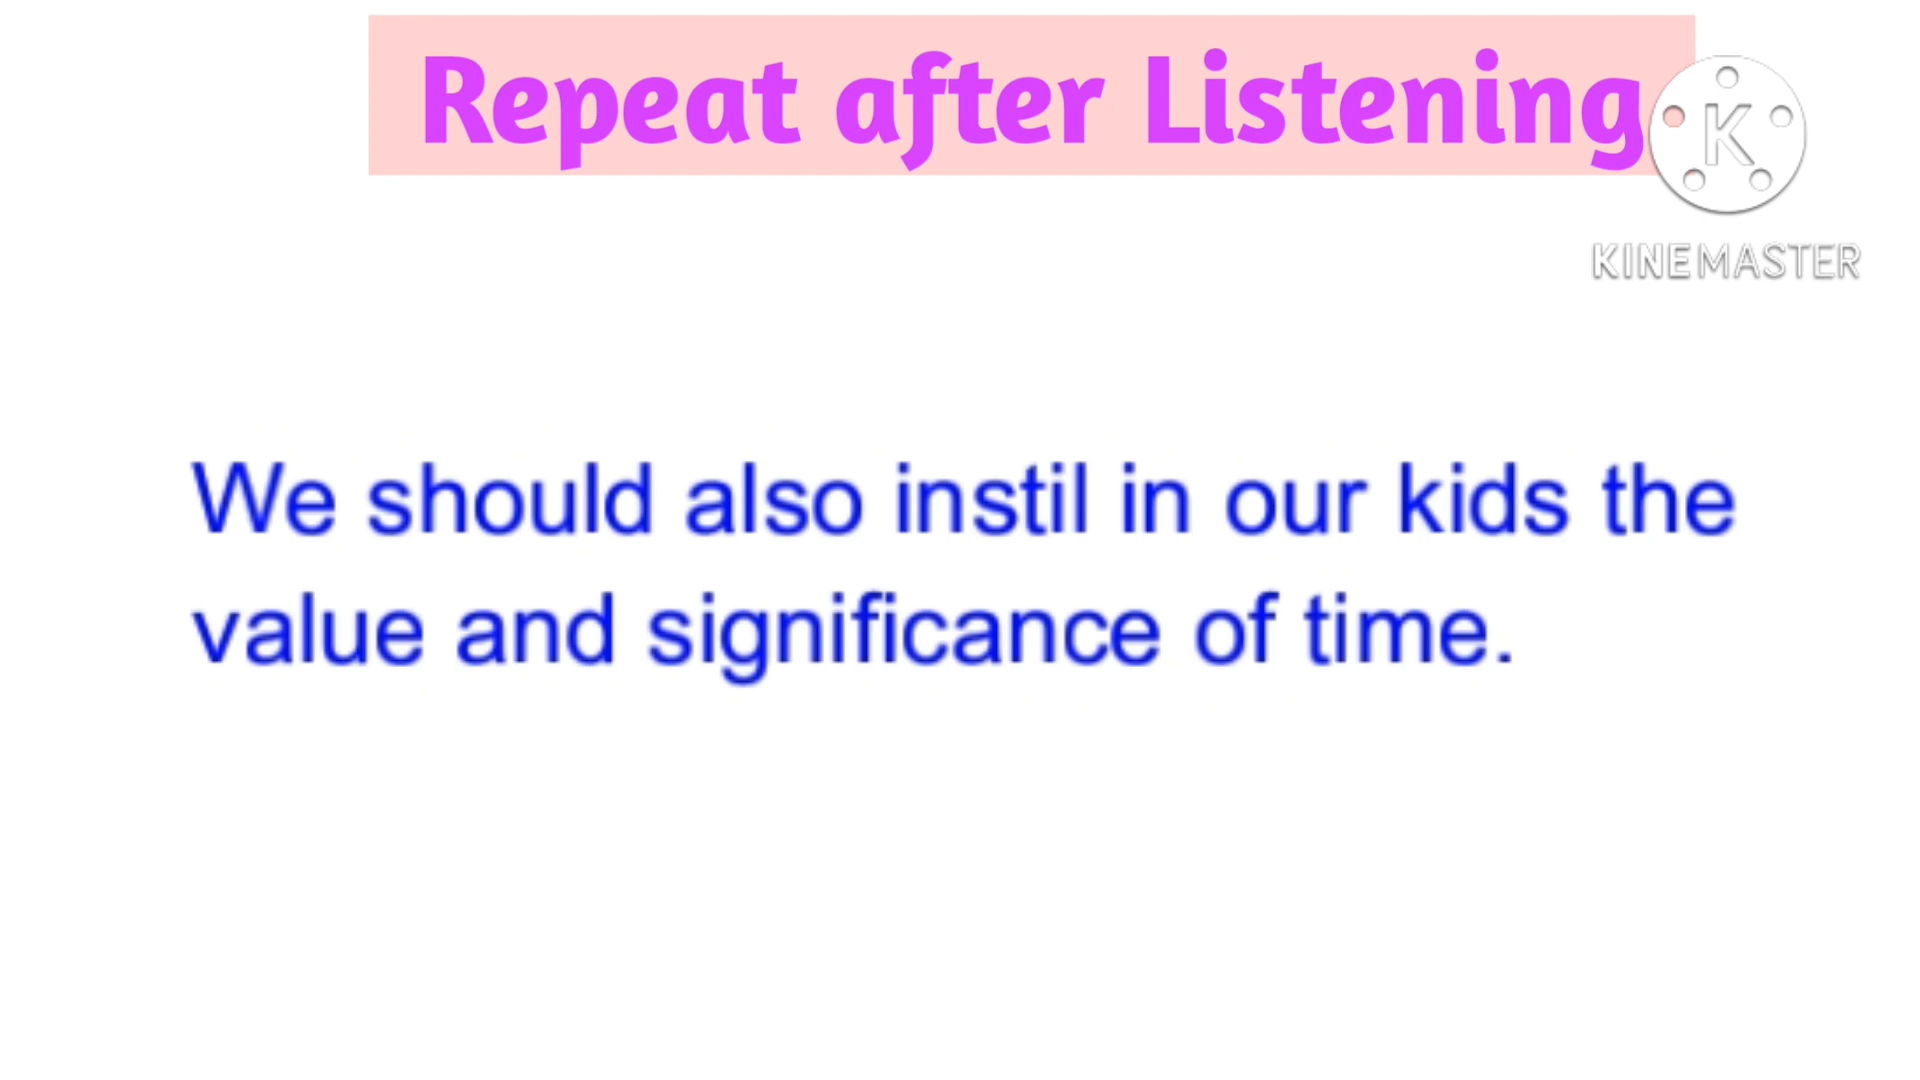 Repeat after Listening
K
KINEMASTER
We should also instil in our kids the
value and significance of time.